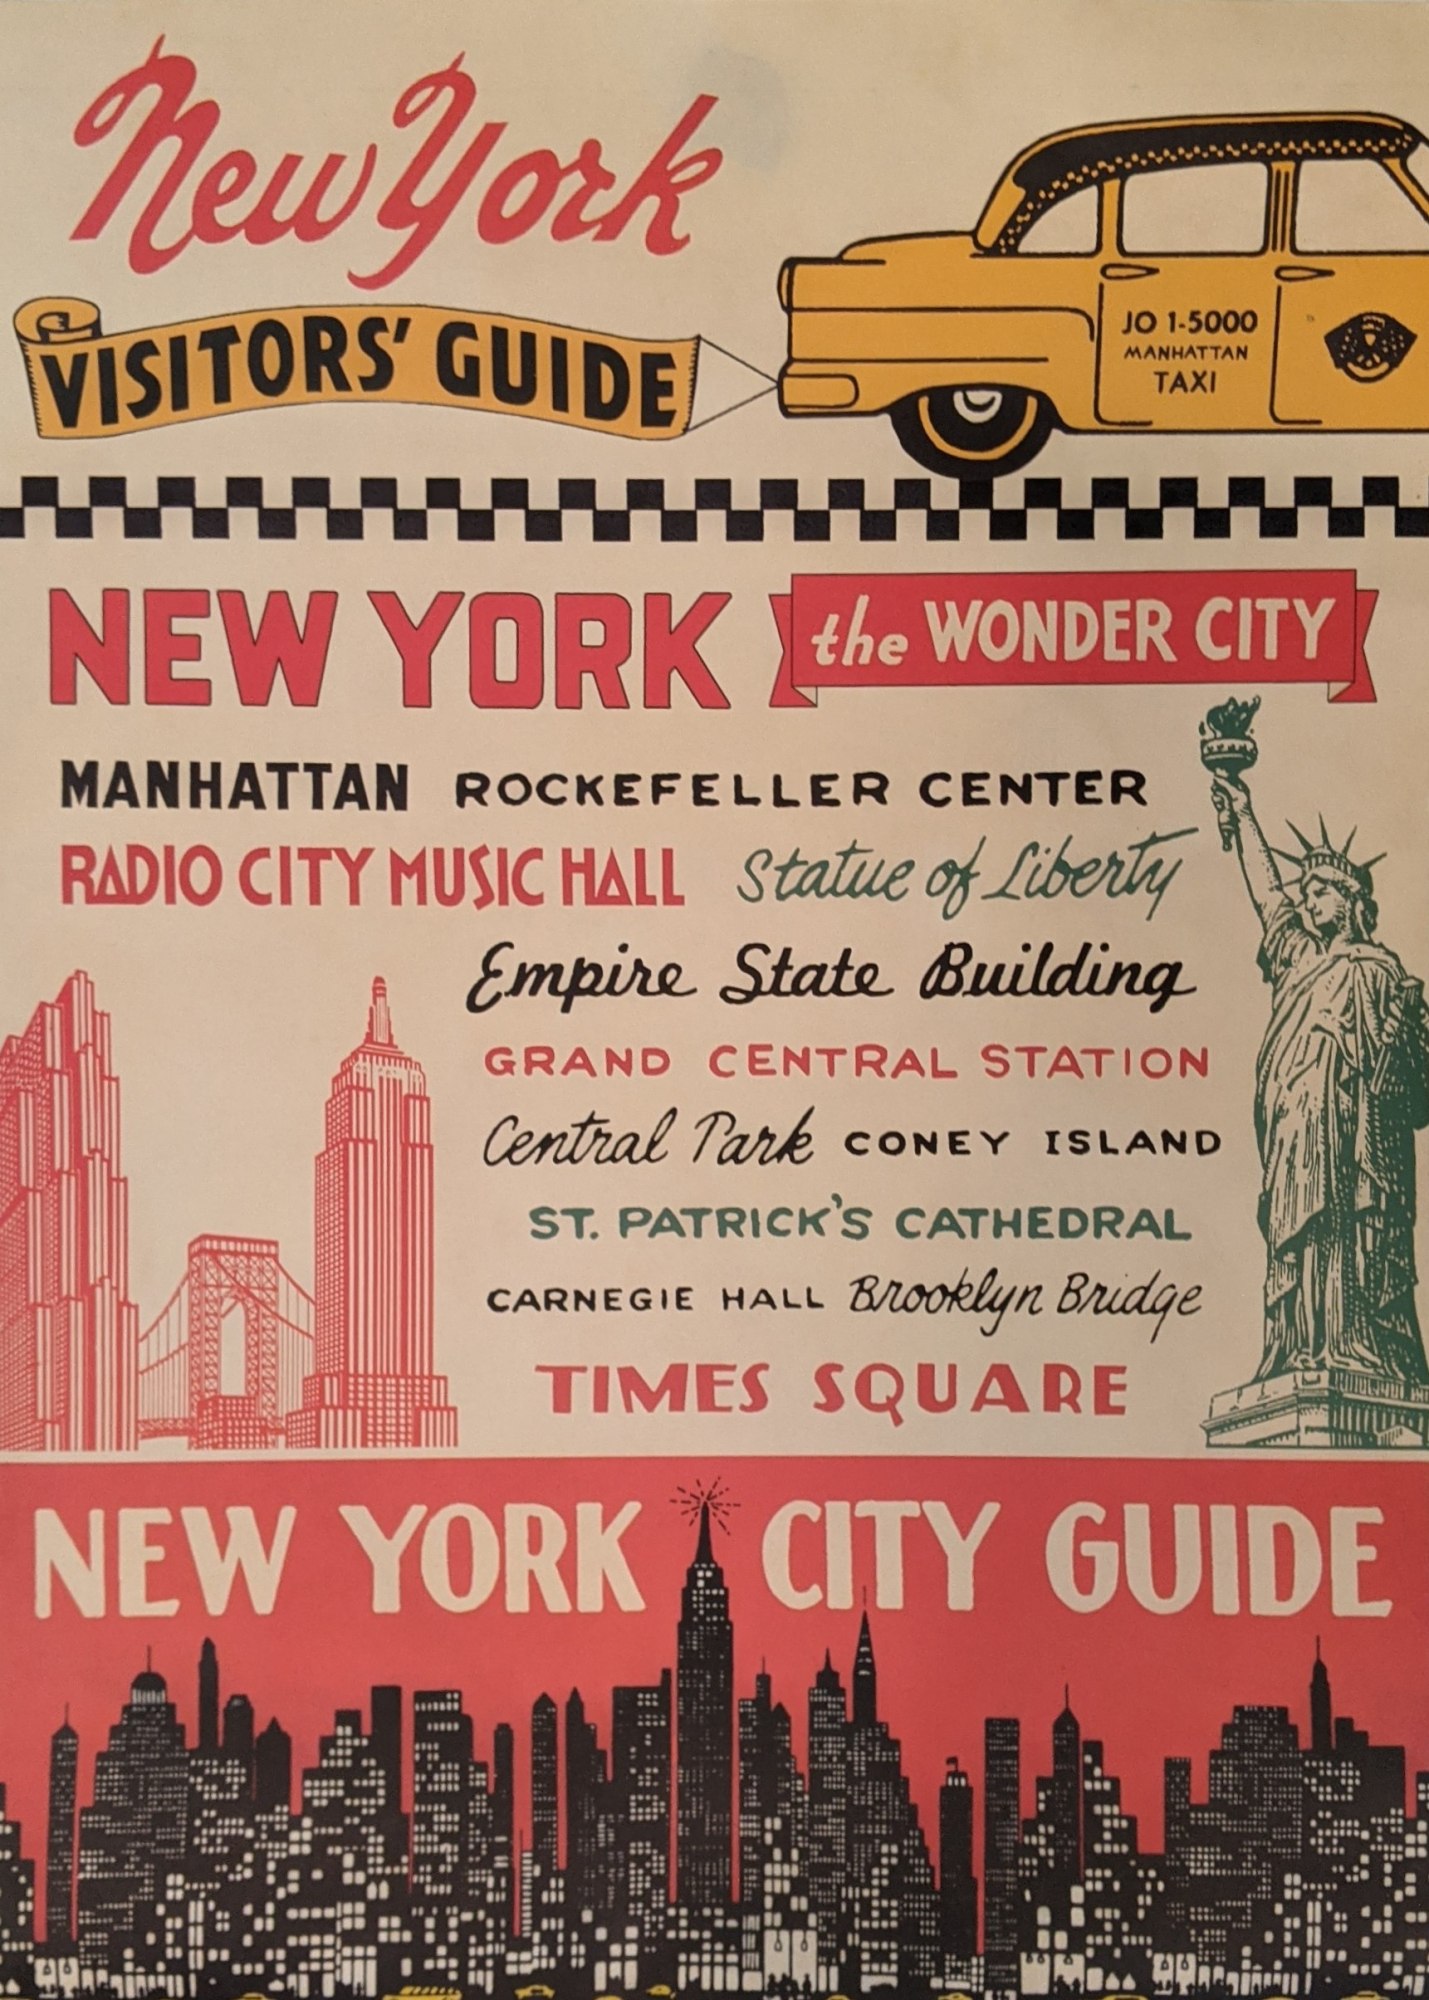 New York
VISITORS' GUIDE
JO 1-5000
MANHATTAN
TAXI
NEW YORK the WONDER CITY
MANHATTAN ROCKEFELLER CENTER
RADIO CITY MUSIC HALL Statue of Liberty
Empire State Building
GRAND CENTRAL STATION
Central Park CONEY ISLAND
ST. PATRICK'S CATHEDRAL
CARNEGIE HALL Brooklyn Bridge
TIMES SQUARE
NEW YORK CITY GUIDE